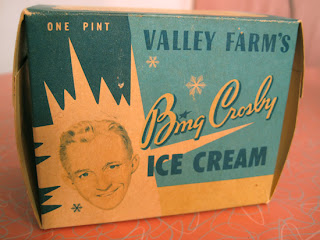 ONE PINT
VALLEY FARM'S
Bing Crosby
ICE CREAM